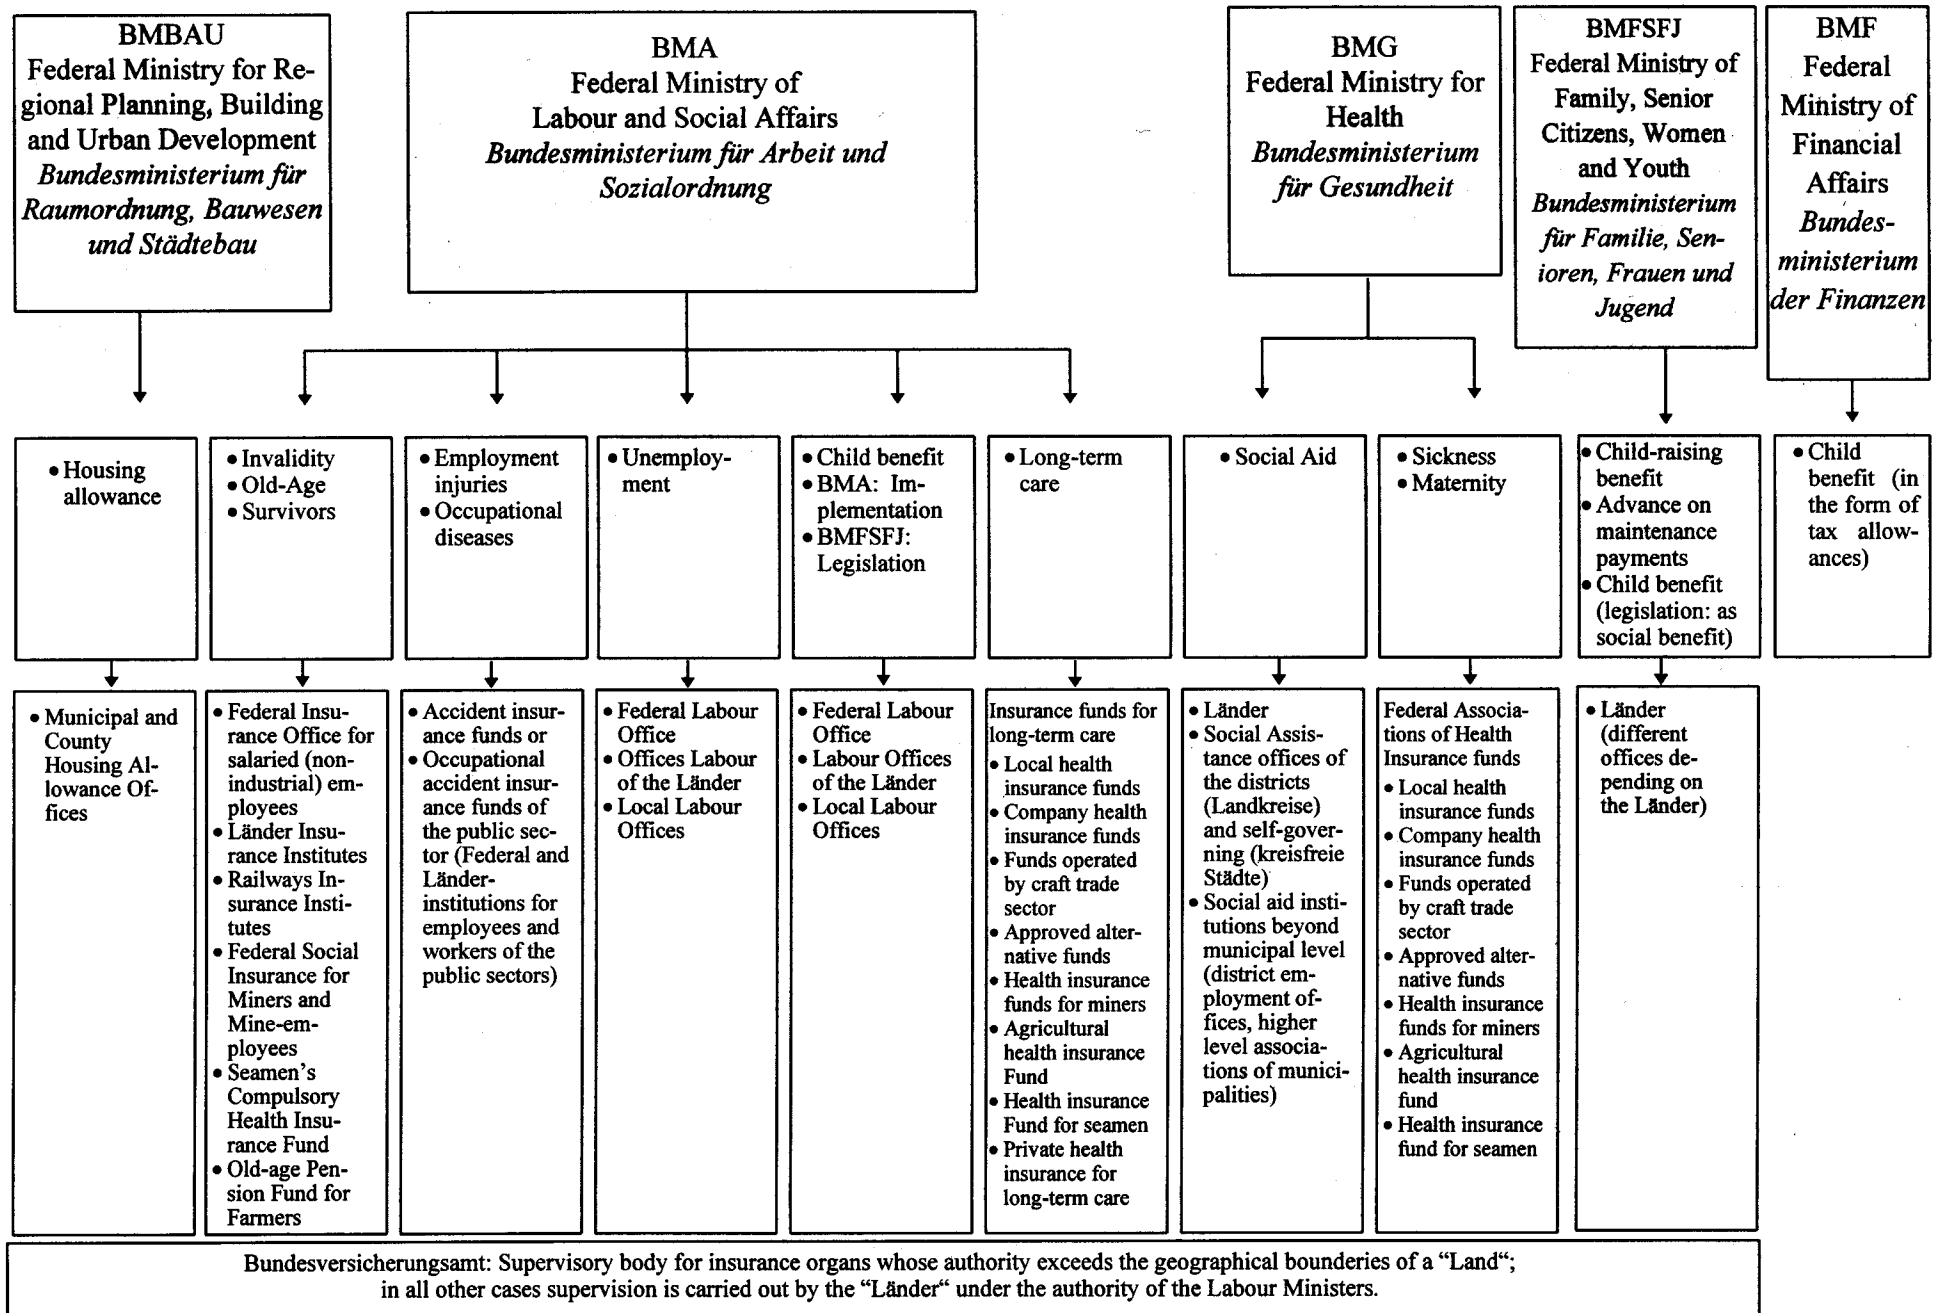 BMBAU
Federal Ministry for Re-
gional Planning, Building
and Urban Development
Bundesministerium für
Raumordnung, Bauwesen
und Städtebau
BMA
Federal Ministry of
Labour and Social Affairs
Bundesministerium für Arbeit und
Sozialordnung
BMG
Federal Ministry for
Health
Bundesministerium
für Gesundheit
BMFSFJ
Federal Ministry of
Family, Senior
Citizens, Women
and Youth
Bundesministerium
für Familie, Sen-
ioren, Frauen und
Jugend
BMF
Federal
Ministry of
Financial
Affairs
Bundes-
ministerium
der Finanzen
• Housing
allowance
• Invalidity
• Old-Age
• Survivors
• Employment
injuries
• Occupational
diseases
• Unemploy-
ment
• Child benefit
• BMA: Im-
plementation
• BMFSFJ:
Legislation
• Long-term
care
• Social Aid
• Sickness
• Maternity
• Child-raising
benefit
• Advance on
maintenance
payments
• Child benefit
(legislation: as
social benefit)
• Child
benefit (in
the form of
tax allow-
ances)
• Municipal and
County
Housing Al-
lowance Of-
fices
• Federal Insu-
rance Office for
salaried (non-
industrial) em-
ployees
• Länder Insu-
rance Institutes
• Railways In-
surance Insti-
tutes
• Federal Social
Insurance for
Miners and
Mine-em-
ployees
• Seamen's
Compulsory
Health Insu-
rance Fund
• Old-age Pen-
sion Fund for
Farmers
• Accident insur-
ance funds or
• Occupational
accident insur-
ance funds of
the public sec-
tor (Federal and
Länder-
institutions for
employees and
workers of the
public sectors)
• Federal Labour
Office
• Offices Labour
of the Länder
• Local Labour
Offices
• Federal Labour
Office
• Labour Offices
of the Länder
• Local Labour
Offices
Insurance funds for
long-term care
• Local health
insurance funds
• Company health
insurance funds
• Funds operated
by craft trade
sector
• Approved alter-
native funds
• Health insurance
funds for miners
• Agricultural
health insurance
Fund
• Health insurance
Fund for seamen
• Private health
insurance for
long-term care
• Länder
• Social Assis-
tance offices of
the districts
(Landkreise)
and self-gover-
ning (kreisfreie
Städte)
• Social aid insti-
tutions beyond
municipal level
(district em-
ployment of-
fices, higher
level associa-
tions of munici-
palities)
Federal Associa-
tions of Health
Insurance funds
• Local health
insurance funds
• Company health
insurance funds
• Funds operated
by craft trade
sector
• Approved alter-
native funds
• Health insurance
funds for miners
• Agricultural
health insurance
fund
• Health insurance
fund for seamen
• Länder
(different
offices de-
pending on
the Länder)
Bundesversicherungsamt: Supervisory body for insurance organs whose authority exceeds the geographical bounderies of a “Land“;
in all other cases supervision is carried out by the “Länder“ under the authority of the Labour Ministers.